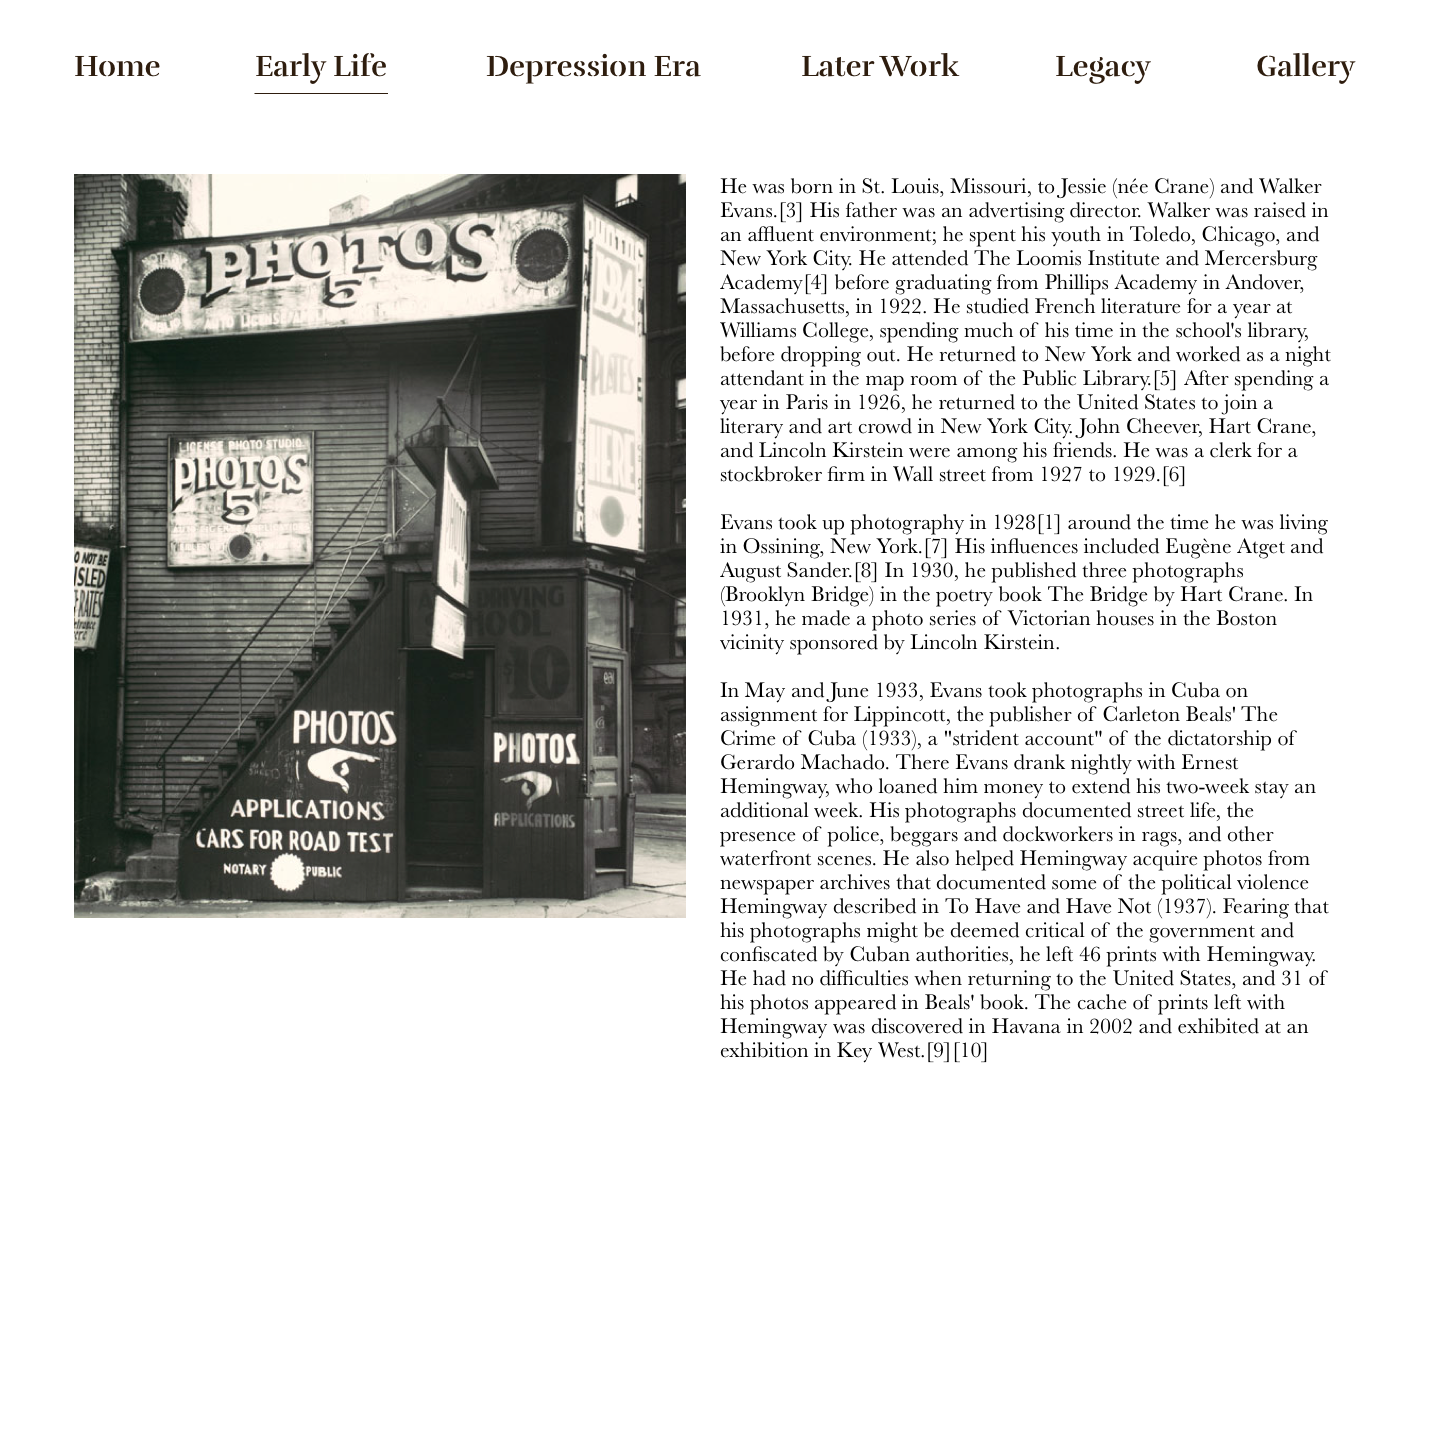 Home Early Life Depression Era Later Work Legacy Gallery
PHOTOS
5
LICENSE PHOTO STUDIO
PHOTOS
5
PLATES
HERE
O NOT BE
ISLED
RATES
DRIVING
SCHOOL
$10
PHOTOS
APPLICATIONS
CARS FOR ROAD TEST
NOTARY PUBLIC
PHOTOS
APPLICATIONS
He was born in St. Louis, Missouri, to Jessie (née Crane) and Walker
Evans.[3] His father was an advertising director. Walker was raised in
an affluent environment; he spent his youth in Toledo, Chicago, and
New York City. He attended The Loomis Institute and Mercersburg
Academy[4] before graduating from Phillips Academy in Andover,
Massachusetts, in 1922. He studied French literature for a year at
Williams College, spending much of his time in the school's library,
before dropping out. He returned to New York and worked as a night
attendant in the map room of the Public Library.[5] After spending a
year in Paris in 1926, he returned to the United States to join a
literary and art crowd in New York City. John Cheever, Hart Crane,
and Lincoln Kirstein were among his friends. He was a clerk for a
stockbroker firm in Wall street from 1927 to 1929.[6]
Evans took up photography in 1928[1] around the time he was living
in Ossining, New York.[7] His influences included Eugène Atget and
August Sander.[8] In 1930, he published three photographs
(Brooklyn Bridge) in the poetry book The Bridge by Hart Crane. In
1931, he made a photo series of Victorian houses in the Boston
vicinity sponsored by Lincoln Kirstein.
In May and June 1933, Evans took photographs in Cuba on
assignment for Lippincott, the publisher of Carleton Beals' The
Crime of Cuba (1933), a "strident account" of the dictatorship of
Gerardo Machado. There Evans drank nightly with Ernest
Hemingway, who loaned him money to extend his two-week stay an
additional week. His photographs documented street life, the
presence of police, beggars and dockworkers in rags, and other
waterfront scenes. He also helped Hemingway acquire photos from
newspaper archives that documented some of the political violence
Hemingway described in To Have and Have Not (1937). Fearing that
his photographs might be deemed critical of the government and
confiscated by Cuban authorities, he left 46 prints with Hemingway.
He had no difficulties when returning to the United States, and 31 of
his photos appeared in Beals' book. The cache of prints left with
Hemingway was discovered in Havana in 2002 and exhibited at an
exhibition in Key West.[9][10]